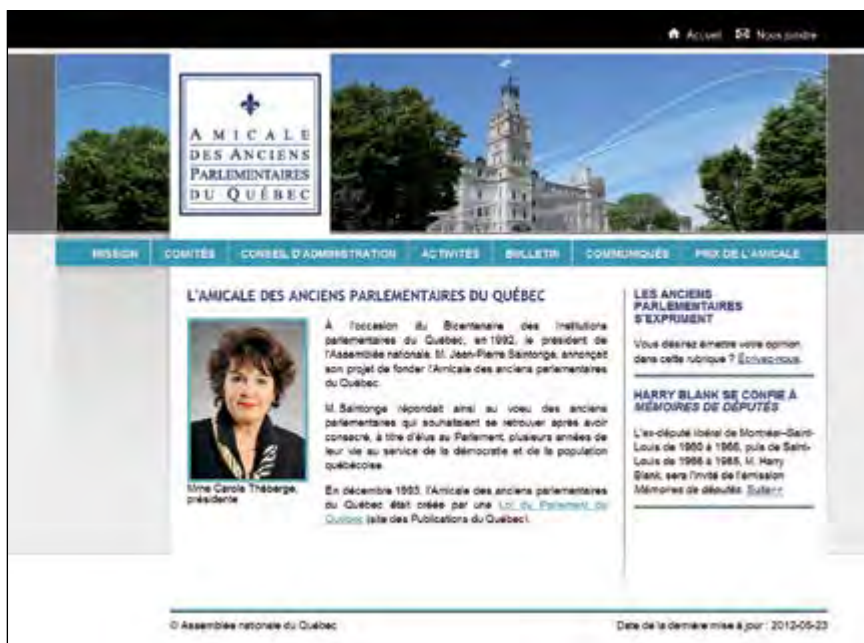 Accueil Nous joindre
AMICALE
DES ANCIENS
PARLEMENTAIRES
DU QUÉBEC
MISSION COMITÉS CONSEIL D'ADMINISTRATION ACTIVITÉS BULLETIN COMMUNIQUÉS PRIX DE L'AMICALE
L'AMICALE DES ANCIENS PARLEMENTAIRES DU QUÉBEC
À l'occasion du Bicentenaire des Institutions
parlementaires du Québec, en 1992, le président de
l'Assemblée nationale, M. Jean-Pierre Saintonge, annonçait
son projet de fonder l'Amicale des anciens parlementaires
du Québec.
M. Saintonge répondait ainsi au voeu des anciens
parlementaires qui souhaitaient se retrouver après avoir
consacré, à titre d'élus au Parlement, plusieurs années de
leur vie au service de la démocratie et de la population
québécoise.
En décembre 1993, l'Amicale des anciens parlementaires
du Québec était créée par une Loi du Parlement du
Québec (site des Publications du Québec).
Mme Carole Théberge,
présidente
LES ANCIENS
PARLEMENTAIRES
S'EXPRIMENT
Vous désirez émettre votre opinion
dans cette rubrique ? Écrivez-nous.
HARRY BLANK SE CONFIE À
MÉMOIRES DE DÉPUTÉS
L'ex-député libéral de Montréal–Saint-
Louis de 1960 à 1966, puis de Saint-
Louis de 1966 à 1985, M. Harry
Blank, sera l'invité de l'émission
Mémoires de députés. Suite>>
© Assemblée nationale du Québec Date de la dernière mise à jour : 2012-05-23